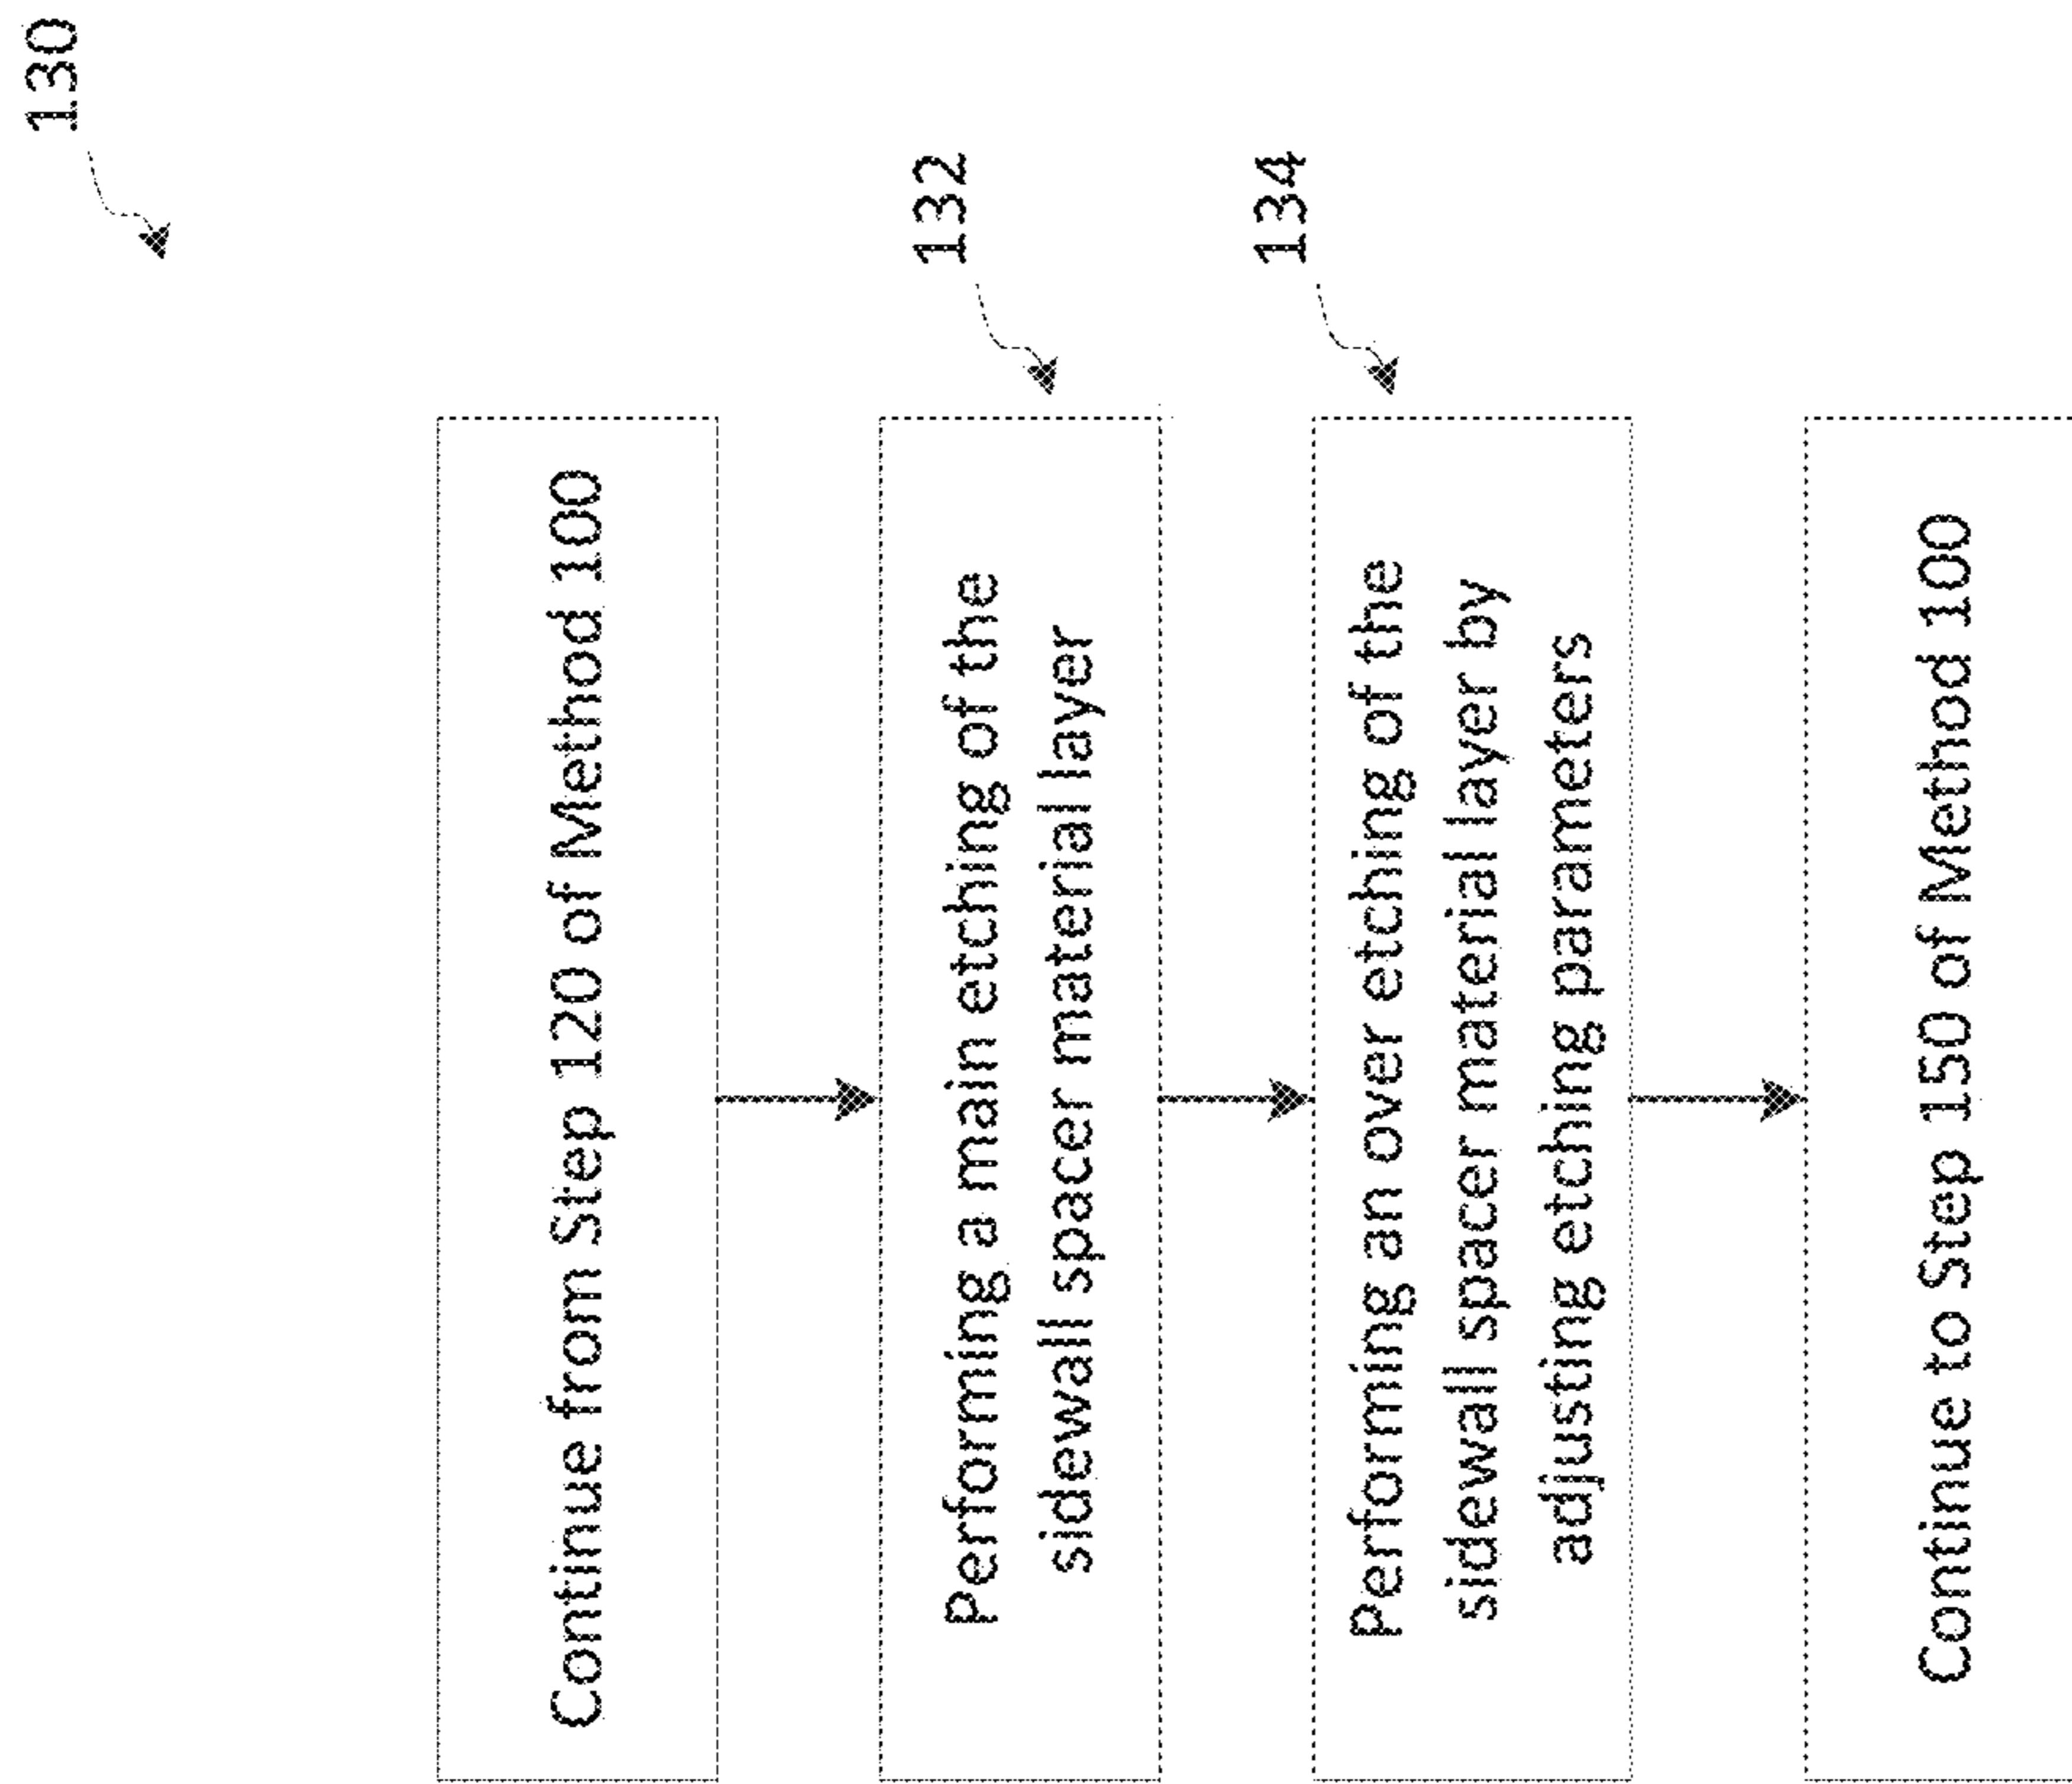 130
Continue from Step 120 of Method 100
132
Performing a main etching of the
sidewall spacer material layer
134
Performing an over etching of the
sidewall spacer material layer by
adjusting etching parameters
Continue to Step 150 of Method 100